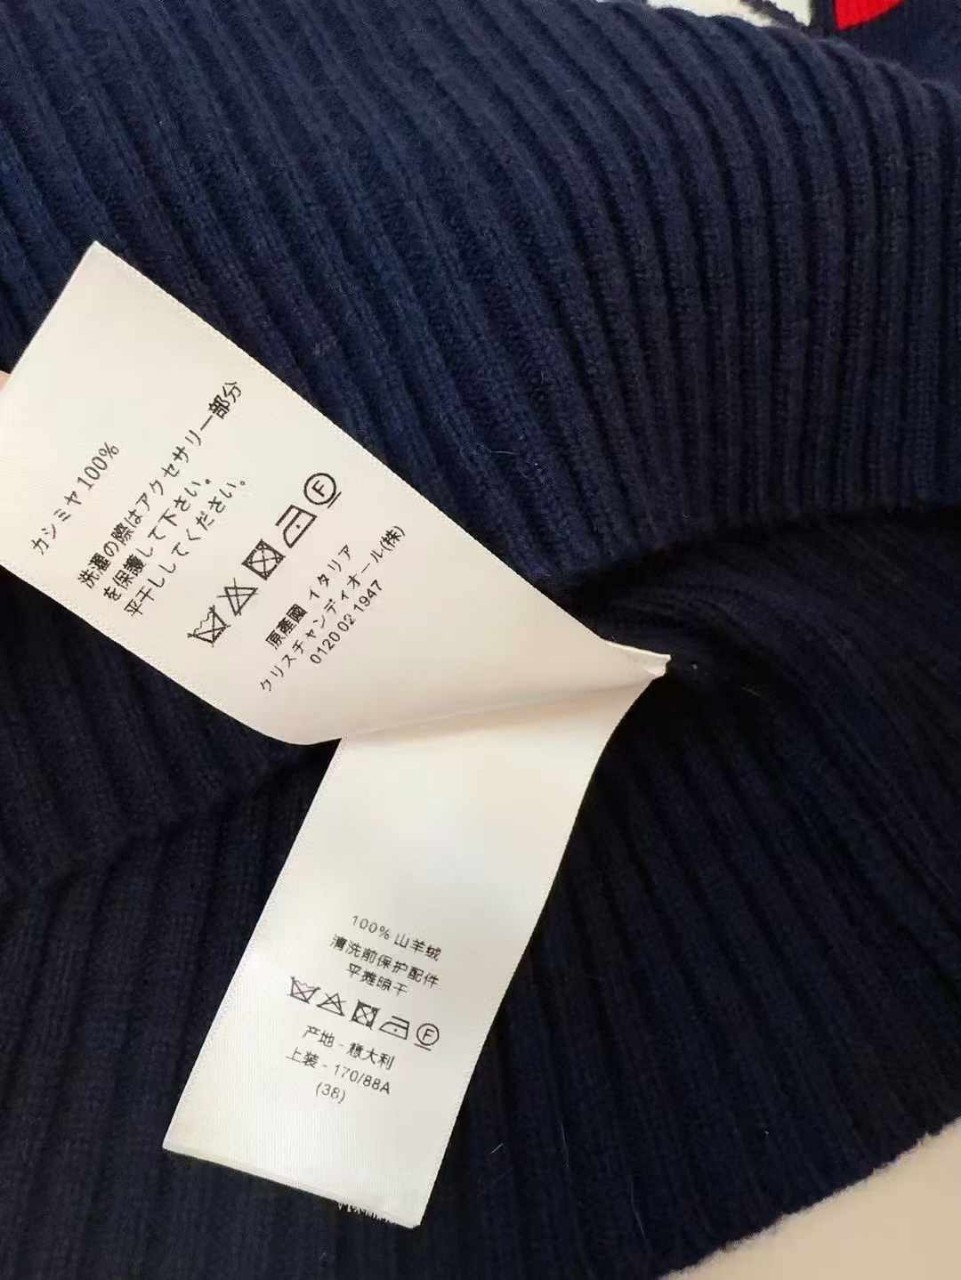 カシミヤ100%
洗濯の際はアクセサリー部分
を保護して下さい。
平干ししてください。
F
原産國 イタリア
クリスチャンディオール(株)
0120 02 1947
100% 山羊绒
清洗前保护配件
平摊晾干
F
产地 - 意大利
上装 - 170/88A
(38)